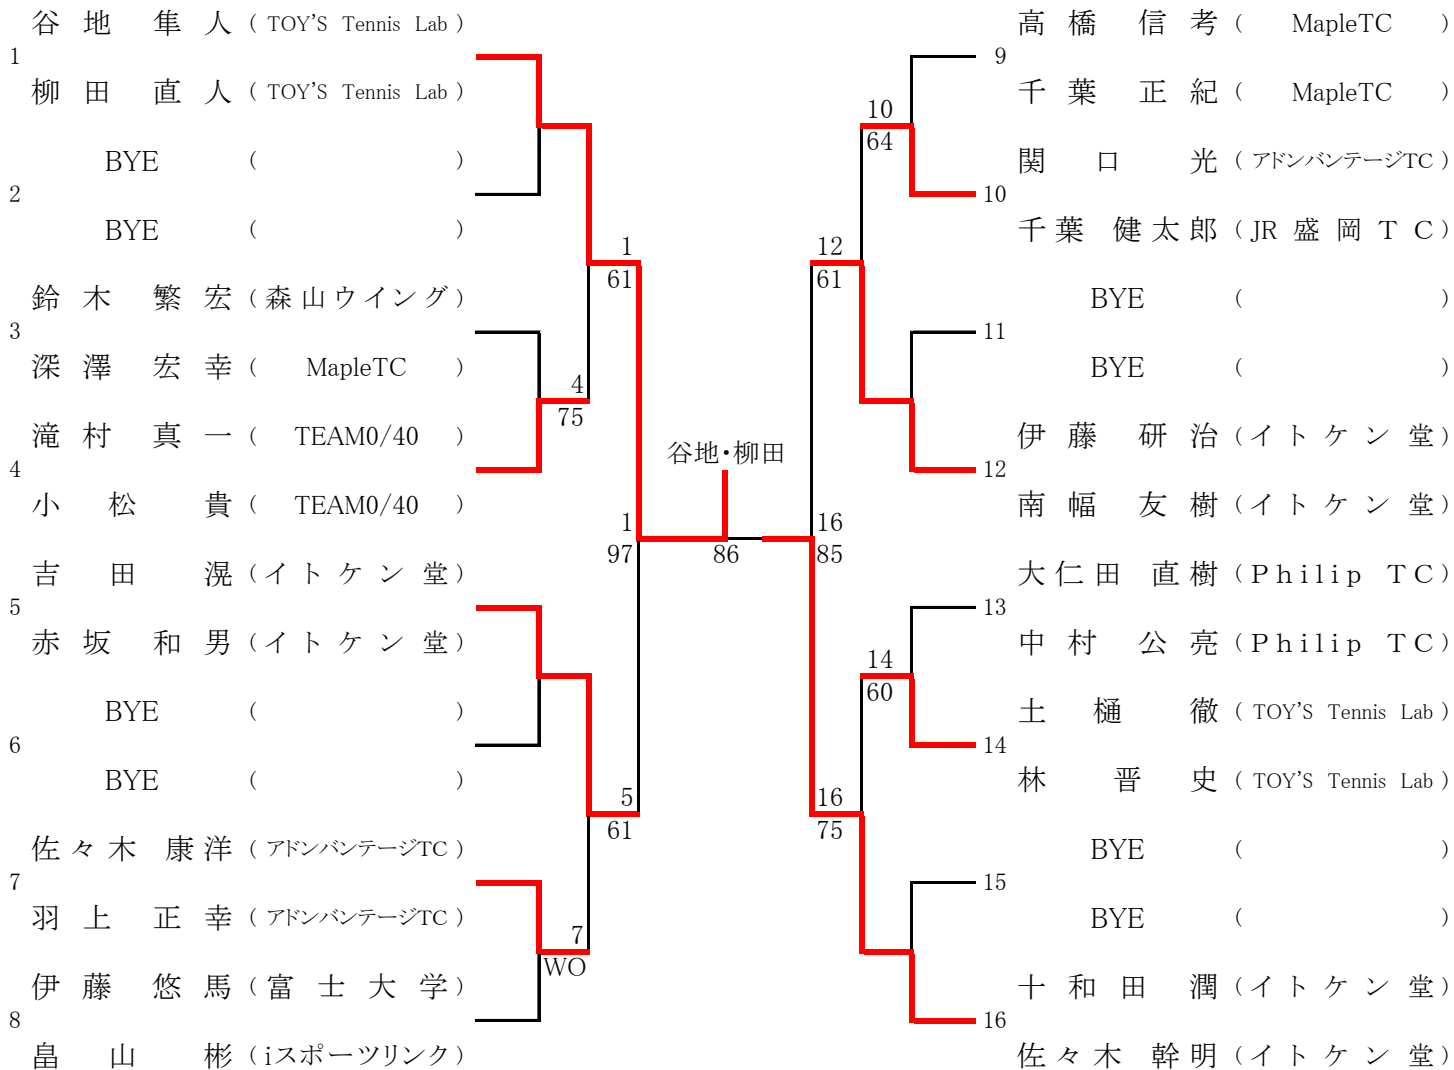 谷地 隼人 ( TOY'S Tennis Lab )
1
柳田 直人 ( TOY'S Tennis Lab )
BYE ( )
2
BYE ( )
鈴木 繁宏 ( 森山ウイング )
3
深澤 宏幸 ( MapleTC )
滝村 真一 ( TEAM0/40 )
4
小松 貴 ( TEAM0/40 )
吉田 滉 ( イトケン堂 )
5
赤坂 和男 ( イトケン堂 )
BYE ( )
6
BYE ( )
佐々木 康洋 ( アドンバンテージTC )
7
羽上 正幸 ( アドンバンテージTC )
伊藤 悠馬 ( 富士大学 )
8
畠山 彬 ( iスポーツリンク )
1
61
4
75
1
97
5
61
7
WO
谷地・柳田
86
10
64
12
61
16
85
14
60
16
75
高橋 信考 ( MapleTC )
9
千葉 正紀 ( MapleTC )
関口 光 ( アドンバンテージTC )
10
千葉 健太郎 ( JR盛岡TC )
BYE ( )
11
BYE ( )
伊藤 研治 ( イトケン堂 )
12
南幅 友樹 ( イトケン堂 )
大仁田 直樹 ( Philip TC )
13
中村 公亮 ( Philip TC )
土樋 徹 ( TOY'S Tennis Lab )
14
林 晋史 ( TOY'S Tennis Lab )
BYE ( )
15
BYE ( )
十和田 潤 ( イトケン堂 )
16
佐々木 幹明 ( イトケン堂 )